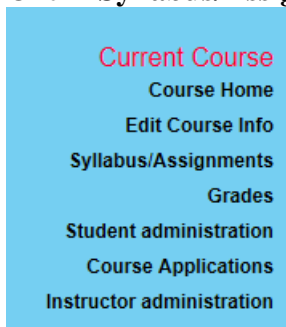 Current Course
Course Home
Edit Course Info
Syllabus/Assignments
Grades
Student administration
Course Applications
Instructor administration